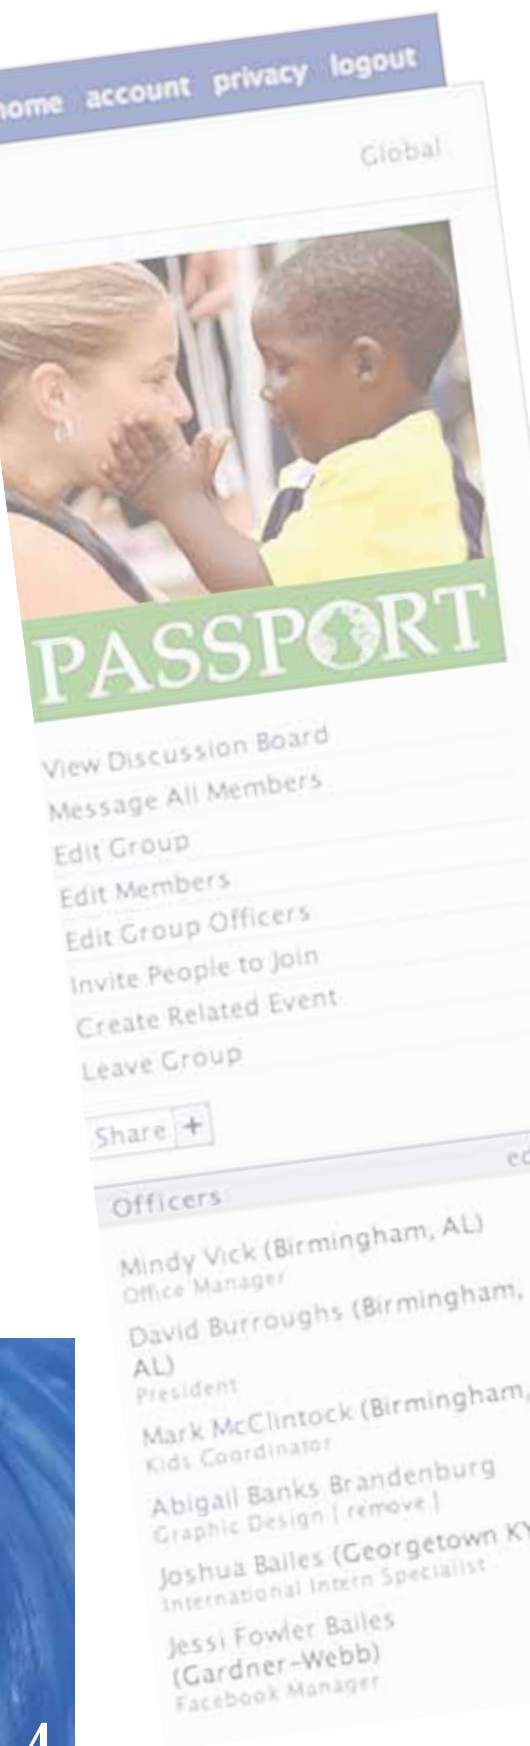 home account privacy logout
Global
PASSPORT
View Discussion Board
Message All Members
Edit Group
Edit Members
Edit Group Officers
Invite People to Join
Create Related Event
Leave Group
Share +
Officers
Mindy Vick (Birmingham, AL)
Office Manager
David Burroughs (Birmingham,
AL)
President
Mark McClintock (Birmingham,
Kids Coordinator
Abigail Banks Brandenburg
Graphic Design [ remove ]
Joshua Bailes (Georgetown KY
International Intern Specialist
Jessi Fowler Bailes
(Gardner-Webb)
Facebook Manager
4